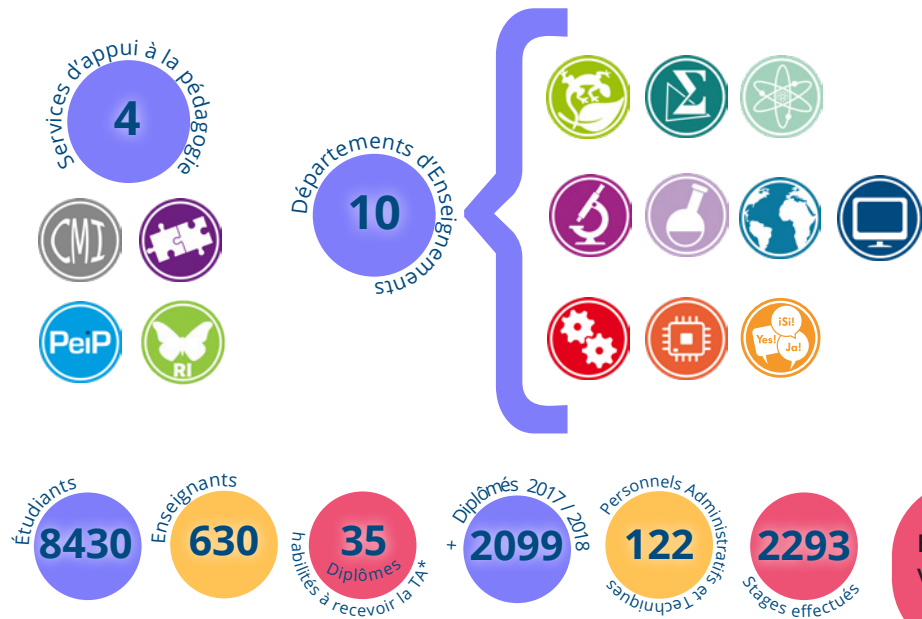 Services d'appui à la pédagogie
4
CMI
PeiP
RI
Départements d'Enseignements
10
Σ
¡Si!
Yes!
Ja!
Étudiants
8430
Enseignants
630
35
Diplômes
habilités à recevoir la TA*
+ Diplômés 2017 / 2018
2099
Personnels Administratifs et Techniques
122
2293
Stages effectués